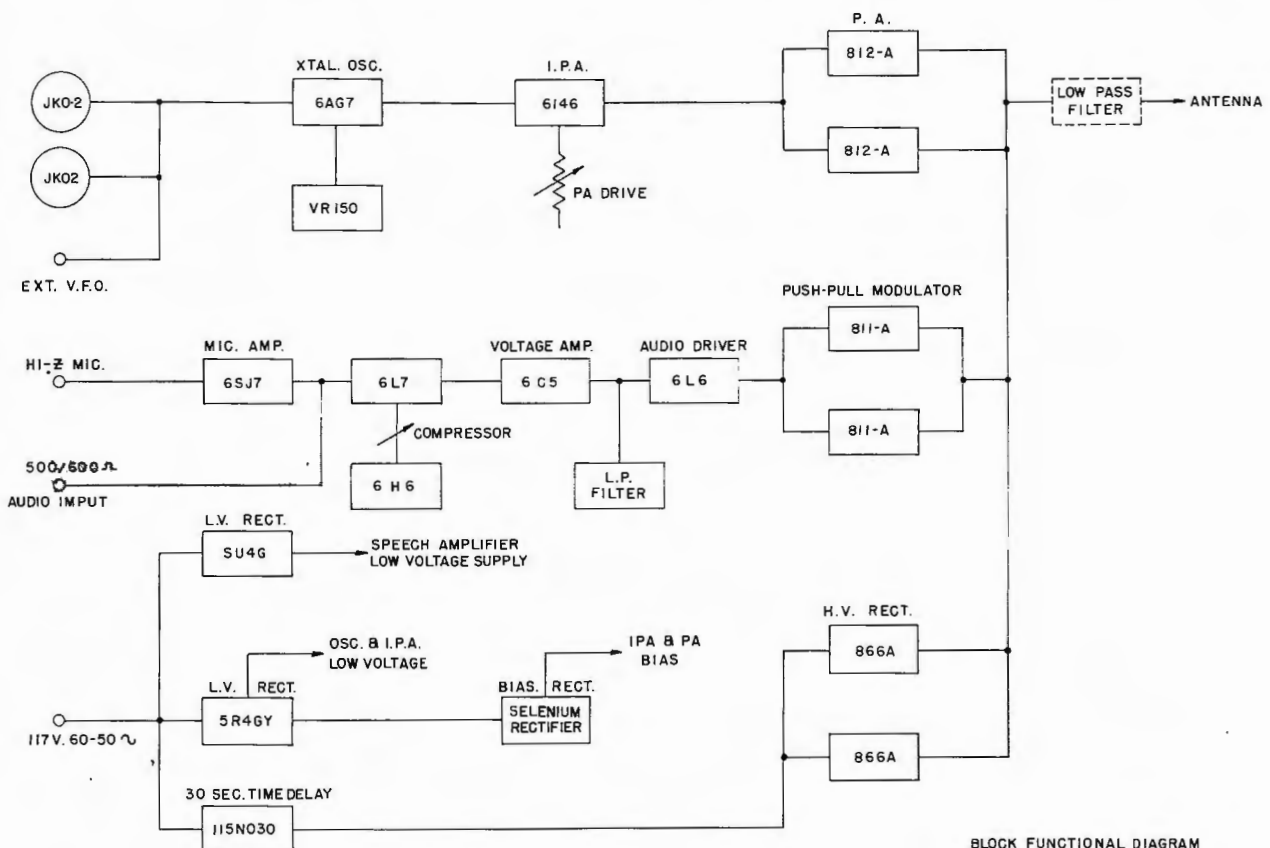 P. A.
812-A
XTAL. OSC.
I.P.A.
JKO-2
6AG7
6146
LOW PASS
FILTER
ANTENNA
812-A
JKO2
VR150
PA DRIVE
EXT. V.F.O.
PUSH-PULL MODULATOR
811-A
MIC. AMP.
VOLTAGE AMP.
AUDIO DRIVER
HI-Z MIC.
6SJ7
6L7
6C5
6L6
COMPRESSOR
811-A
500/600Ω
AUDIO IMPUT
6H6
L.P.
FILTER
L.V. RECT.
SU4G
SPEECH AMPLIFIER
LOW VOLTAGE SUPPLY
H.V. RECT.
OSC. & I.P.A.
LOW VOLTAGE
IPA & PA
BIAS
866A
L.V. RECT.
BIAS. RECT.
5R4GY
SELENIUM
RECTIFIER
117V. 60-50 ~
866A
30 SEC. TIME DELAY
115NO30
BLOCK FUNCTIONAL DIAGRAM